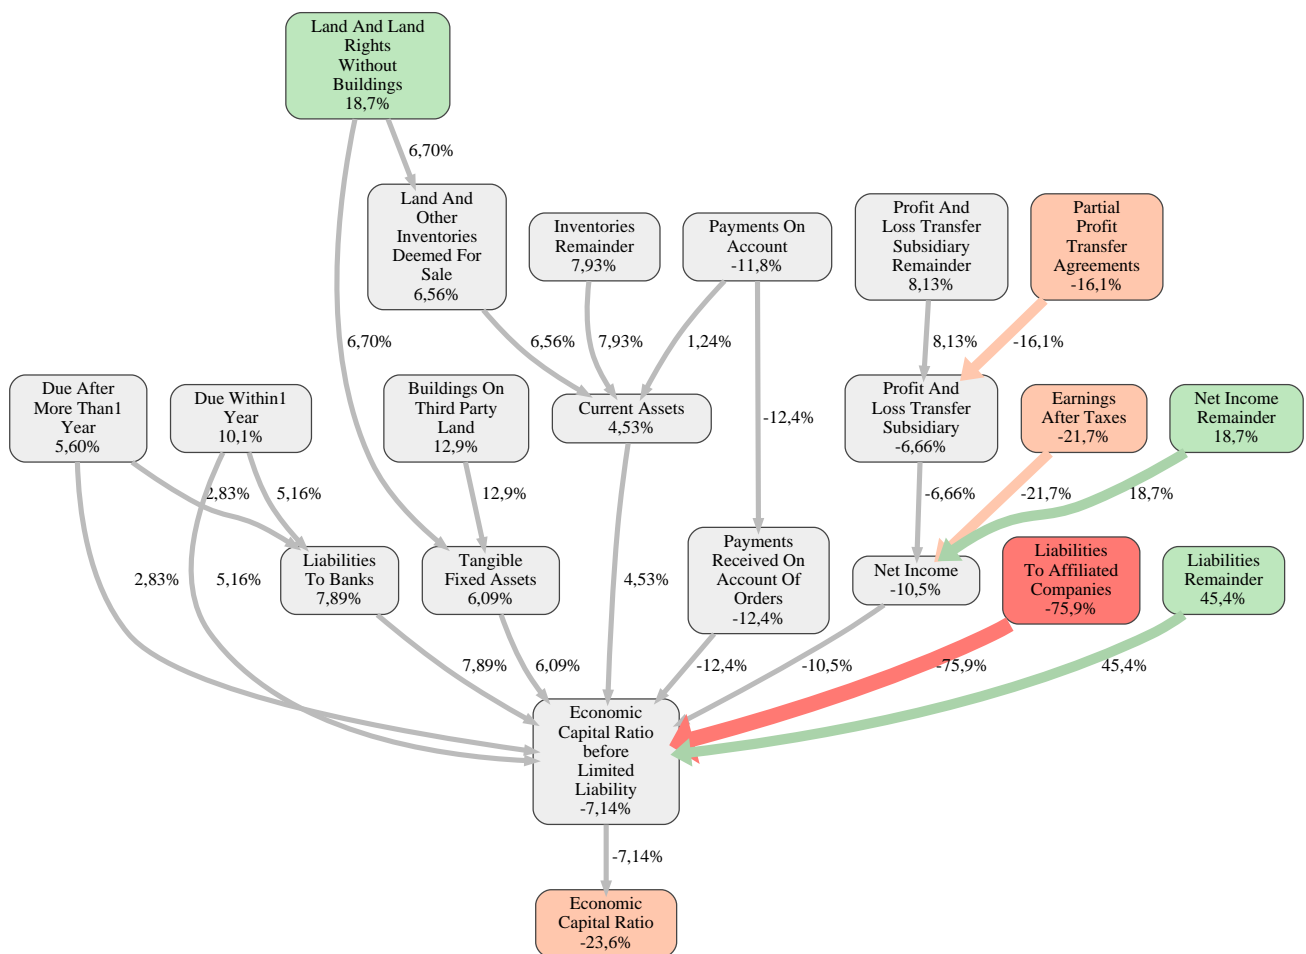 Land And Land
Rights
Without
Buildings
18,7%
6,70%
Land And
Other
Inventories
Deemed For
Sale
6,56%
Inventories
Remainder
7,93%
Payments On
Account
-11,8%
Profit And
Loss Transfer
Subsidiary
Remainder
8,13%
Partial
Profit
Transfer
Agreements
-16,1%
6,70%
6,56%
7,93%
1,24%
8,13%
-16,1%
Due After
More Than1
Year
5,60%
Due Within1
Year
10,1%
Buildings On
Third Party
Land
12,9%
Current Assets
4,53%
-12,4%
Profit And
Loss Transfer
Subsidiary
-6,66%
Earnings
After Taxes
-21,7%
Net Income
Remainder
18,7%
2,83%
5,16%
12,9%
-6,66%
-21,7%
18,7%
2,83%
5,16%
Liabilities
To Banks
7,89%
Tangible
Fixed Assets
6,09%
4,53%
Payments
Received On
Account Of
Orders
-12,4%
Net Income
-10,5%
Liabilities
To Affiliated
Companies
-75,9%
Liabilities
Remainder
45,4%
7,89%
6,09%
-12,4%
-10,5%
-75,9%
45,4%
Economic
Capital Ratio
before
Limited
Liability
-7,14%
-7,14%
Economic
Capital Ratio
-23,6%